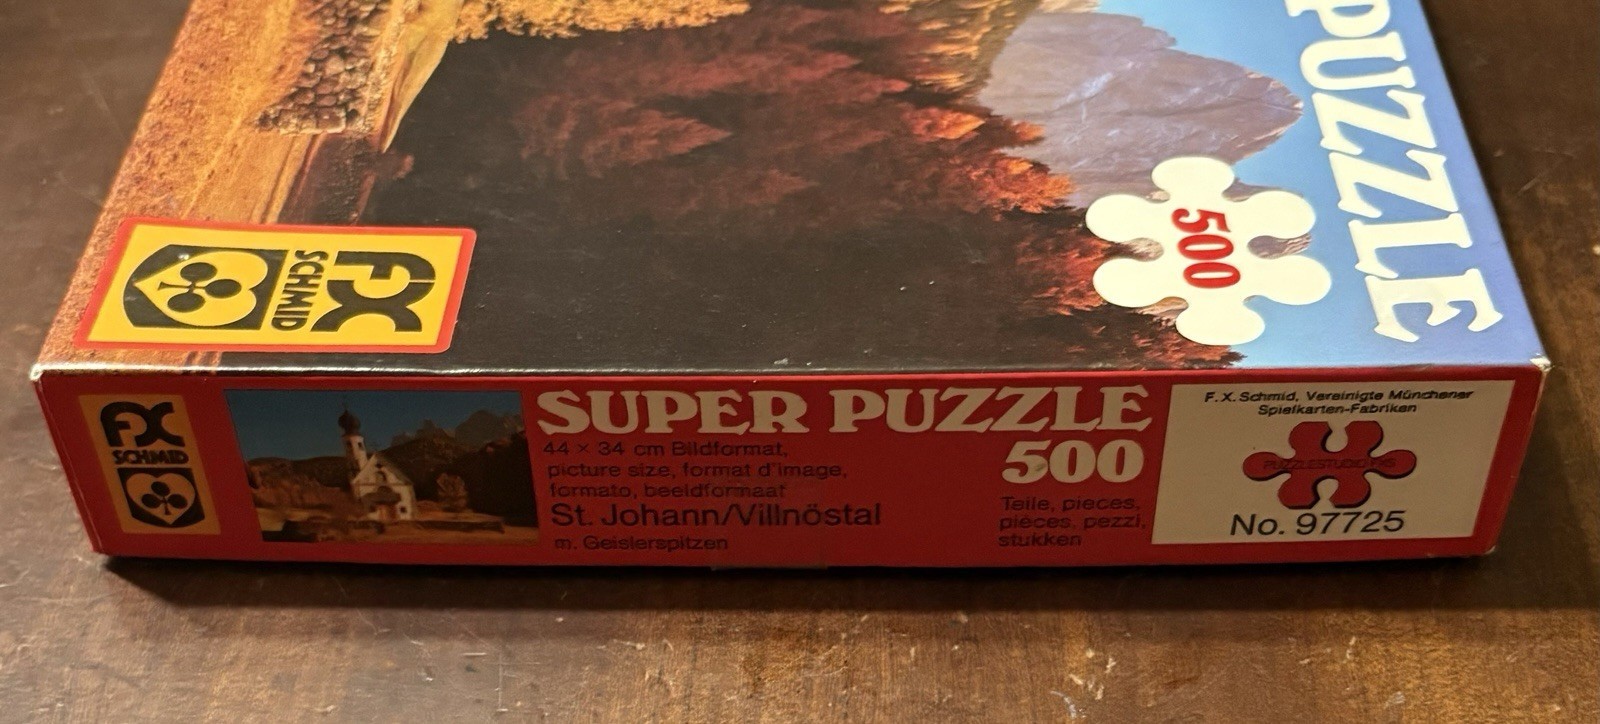 PUZZLE
500
FX
SCHMID
FX
SCHMID
SUPER PUZZLE
44 × 34 cm Bildformat,
picture size, format d'image,
formato, beeldformaat
St. Johann/Villnöstal
m. Geislerspitzen
500
Teile, pieces,
pièces, pezzi,
stukken
F.X. Schmid, Vereinigte Münchener
Spielkarten-Fabriken
No. 97725